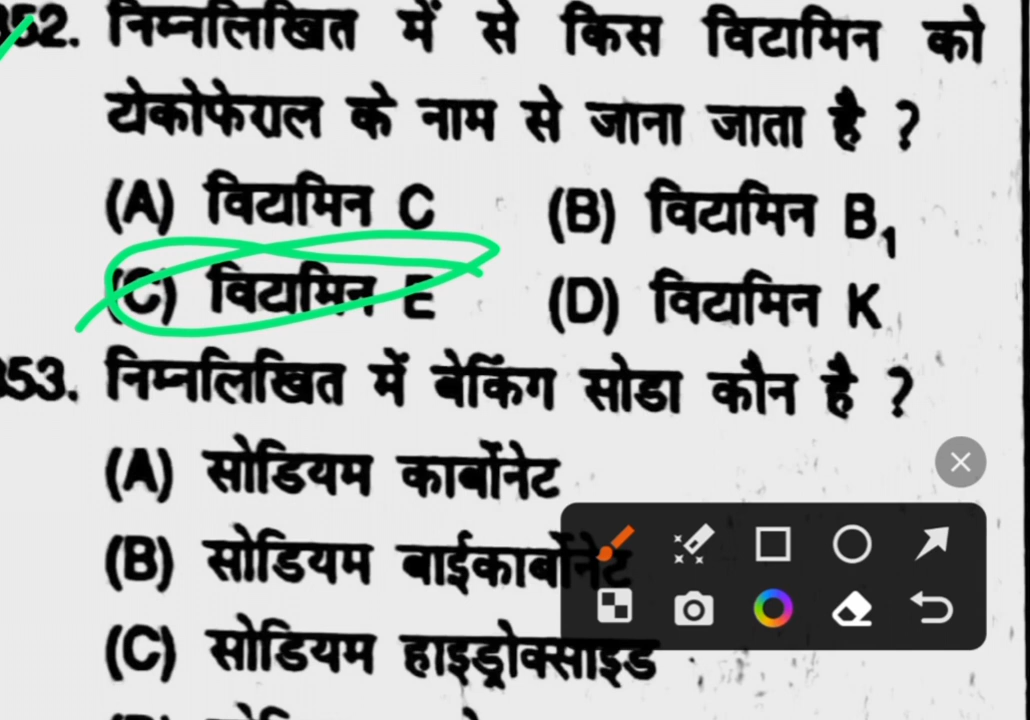 352. निम्नलिखित में से किस विटामिन को
टोकोफेराल के नाम से जाना जाता है ?
(A) विटामिन C (B) विटामिन B₁
(C) विटामिन E (D) विटामिन K
353. निम्नलिखित में बेकिंग सोडा कौन है ?
(A) सोडियम कार्बोनेट
(B) सोडियम बाईकार्बोनेट
(C) सोडियम हाइड्रोक्साइड